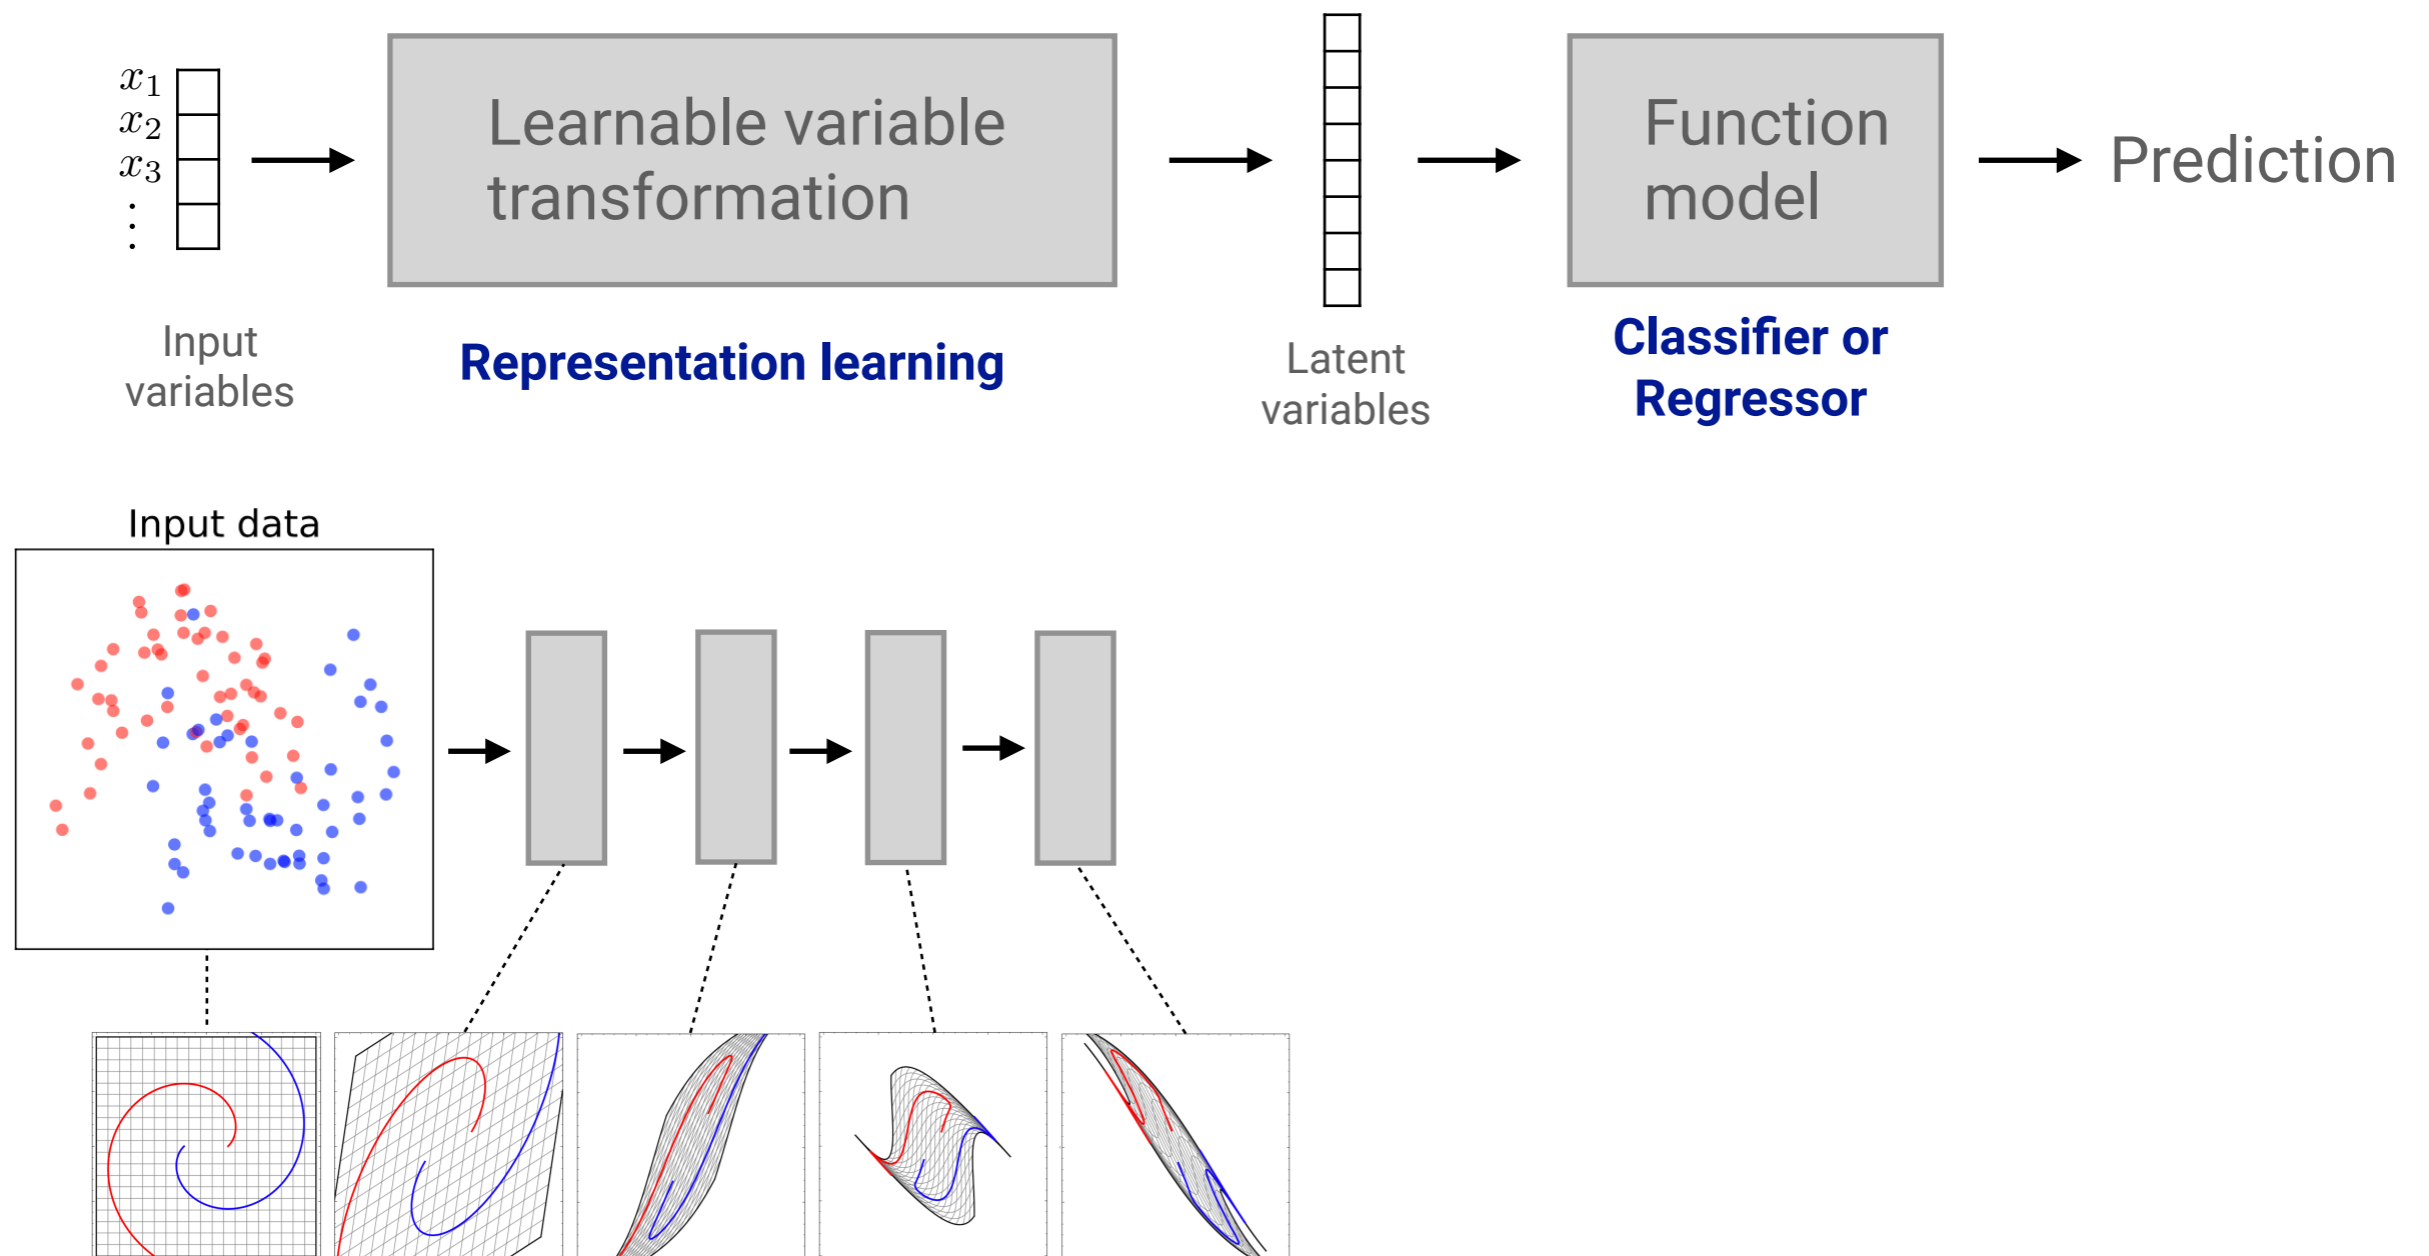 x1
x2
x3
⋮
Learnable variable
transformation
Function
model
Prediction
Input
variables
Representation learning
Latent
variables
Classifier or
Regressor
Input data